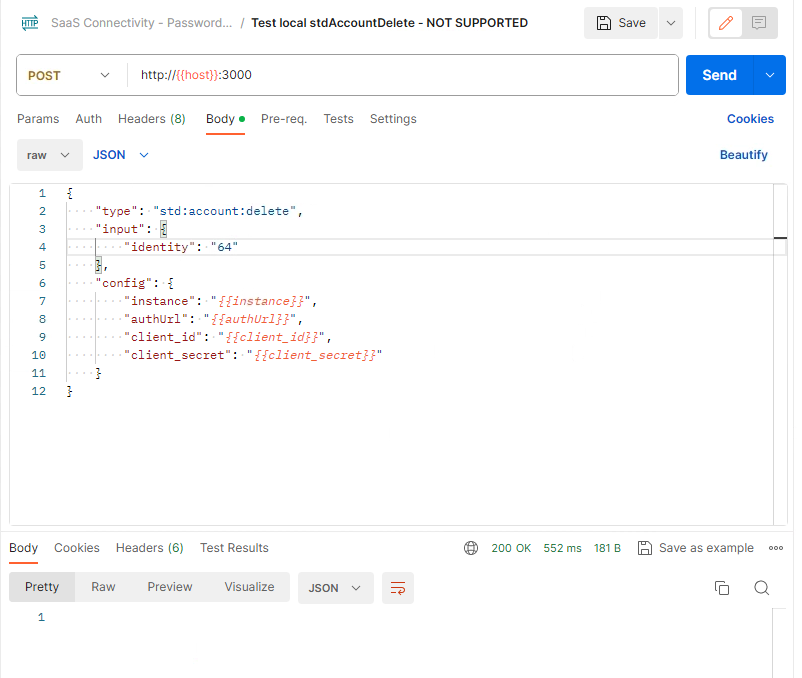 HTTP SaaS Connectivity - Password... / Test local stdAccountDelete - NOT SUPPORTED Save
POST http://{{host}}:3000 Send
Params Auth Headers (8) Body Pre-req. Tests Settings Cookies
raw JSON Beautify
1 {
2 "type": "std:account:delete",
3 "input": {
4 "identity": "64"
5 },
6 "config": {
7 "instance": "{{instance}}",
8 "authUrl": "{{authUrl}}",
9 "client_id": "{{client_id}}",
10 "client_secret": "{{client_secret}}"
11 }
12 }
Body Cookies Headers (6) Test Results 200 OK 552 ms 181 B Save as example
Pretty Raw Preview Visualize JSON
1